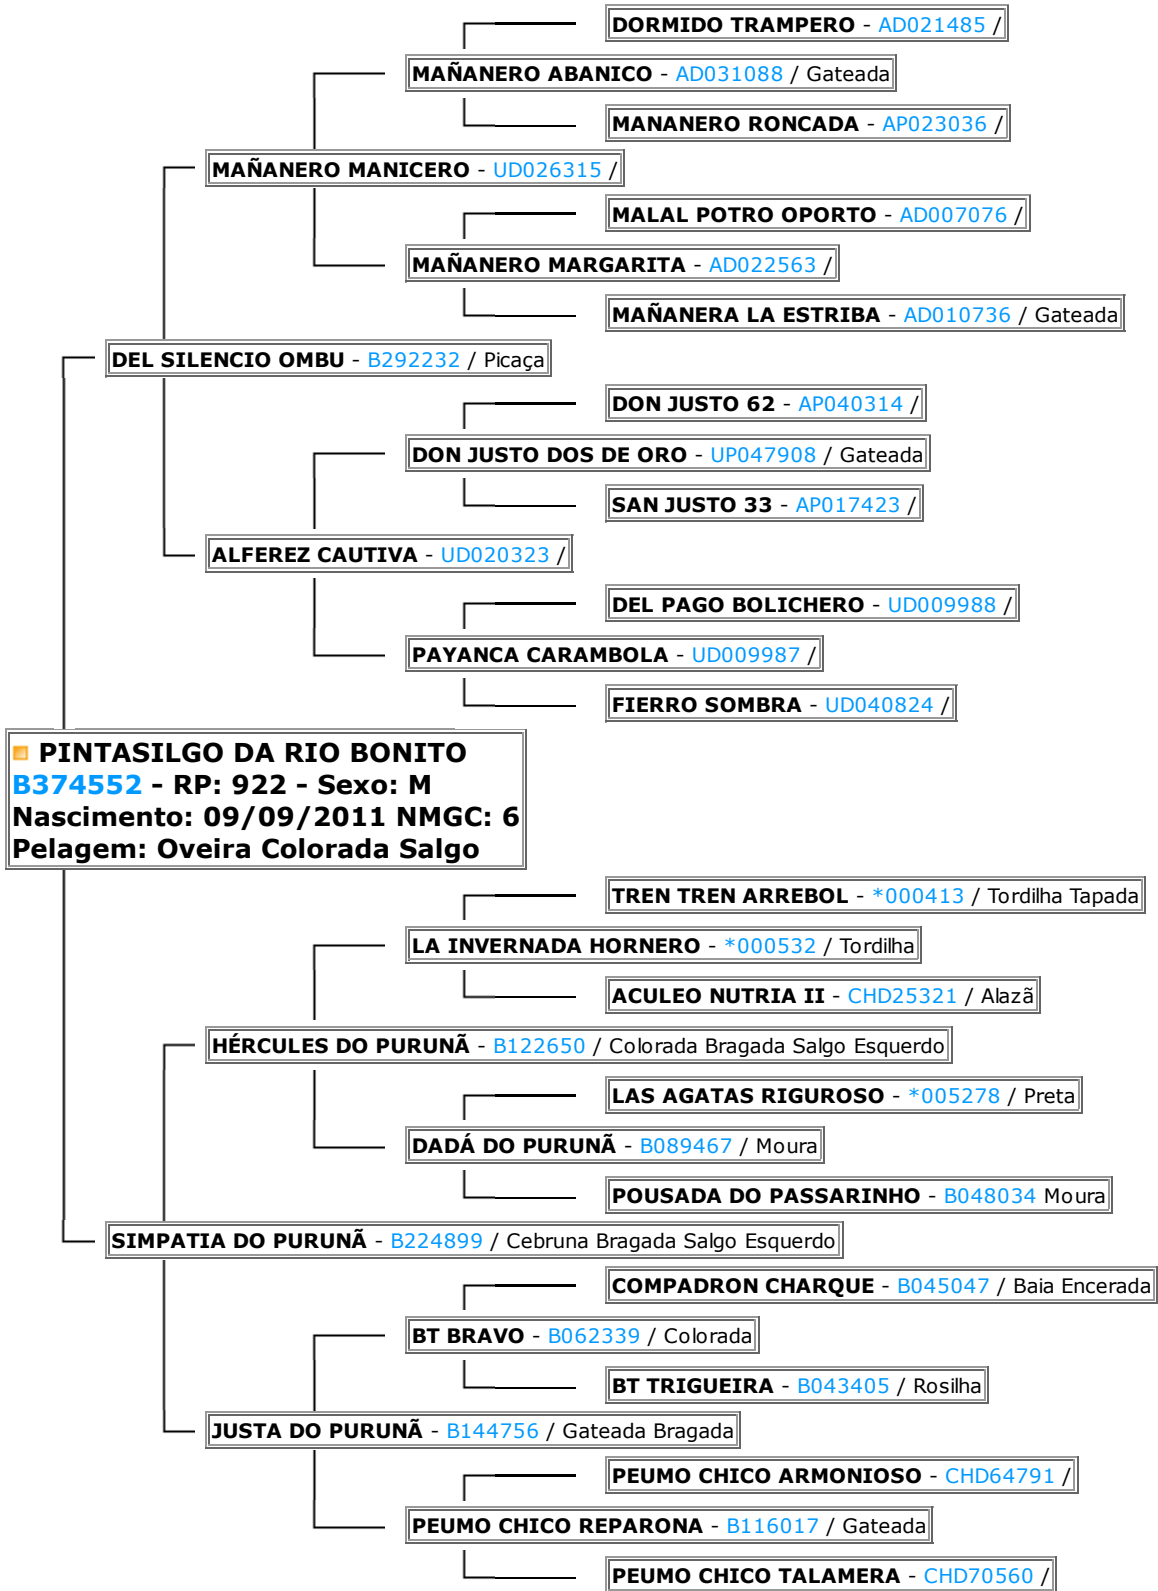 DORMIDO TRAMPERO - AD021485 /
MAÑANERO ABANICO - AD031088 / Gateada
MANANERO RONCADA - AP023036 /
MAÑANERO MANICERO - UD026315 /
MALAL POTRO OPORTO - AD007076 /
MAÑANERO MARGARITA - AD022563 /
MAÑANERA LA ESTRIBA - AD010736 / Gateada
DEL SILENCIO OMBU - B292232 / Picaça
DON JUSTO 62 - AP040314 /
DON JUSTO DOS DE ORO - UP047908 / Gateada
SAN JUSTO 33 - AP017423 /
ALFEREZ CAUTIVA - UD020323 /
DEL PAGO BOLICHERO - UD009988 /
PAYANCA CARAMBOLA - UD009987 /
FIERRO SOMBRA - UD040824 /
PINTASILGO DA RIO BONITO
B374552 - RP: 922 - Sexo: M
Nascimento: 09/09/2011 NMGC: 6
Pelagem: Oveira Colorada Salgo
TREN TREN ARREBOL - *000413 / Tordilha Tapada
LA INVERNADA HORNERO - *000532 / Tordilha
ACULEO NUTRIA II - CHD25321 / Alazã
HÉRCULES DO PURUNÃ - B122650 / Colorada Bragada Salgo Esquerdo
LAS AGATAS RIGUROSO - *005278 / Preta
DADÁ DO PURUNÃ - B089467 / Moura
POUSADA DO PASSARINHO - B048034 Moura
SIMPATIA DO PURUNÃ - B224899 / Cebruna Bragada Salgo Esquerdo
COMPADRON CHARQUE - B045047 / Baia Encerada
BT BRAVO - B062339 / Colorada
BT TRIGUEIRA - B043405 / Rosilha
JUSTA DO PURUNÃ - B144756 / Gateada Bragada
PEUMO CHICO ARMONIOSO - CHD64791 /
PEUMO CHICO REPARONA - B116017 / Gateada
PEUMO CHICO TALAMERA - CHD70560 /